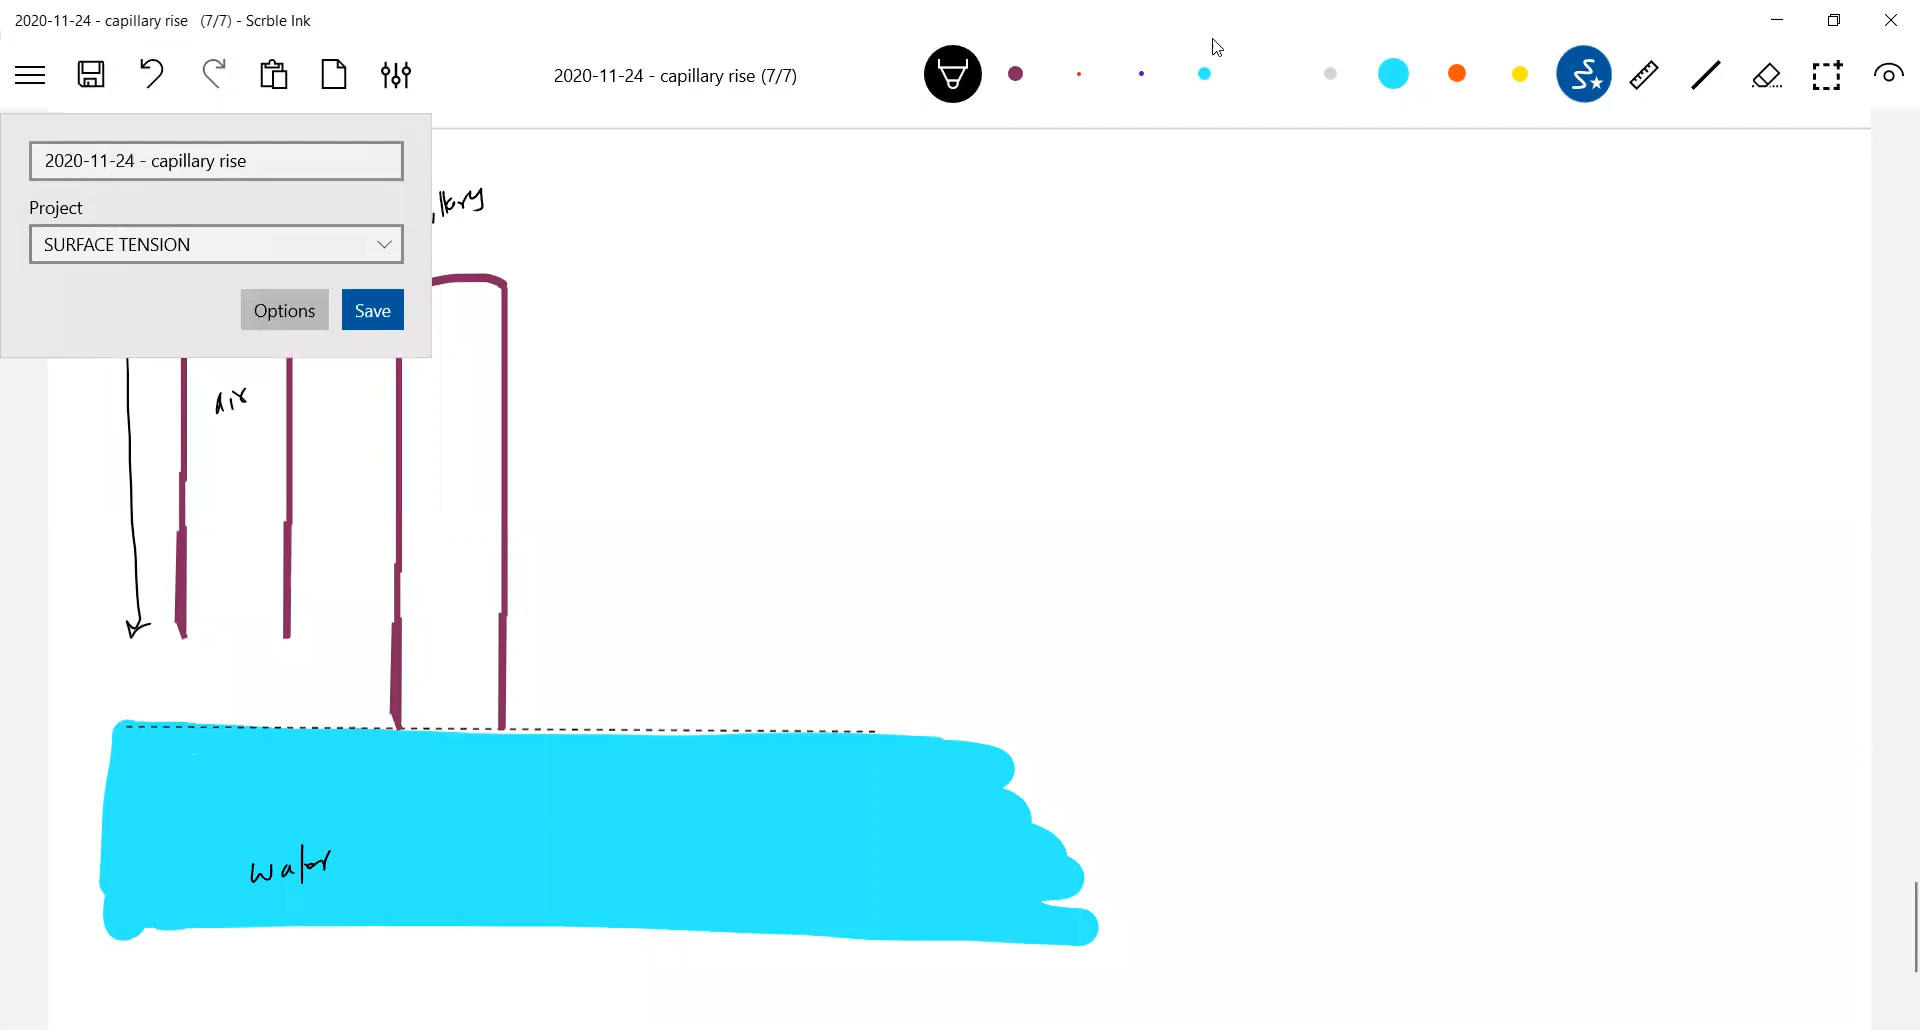 2020-11-24 - capillary rise (7/7) - Scrble Ink
2020-11-24 - capillary rise (7/7)
2020-11-24 - capillary rise
Project
SURFACE TENSION
Options
Save
air
water